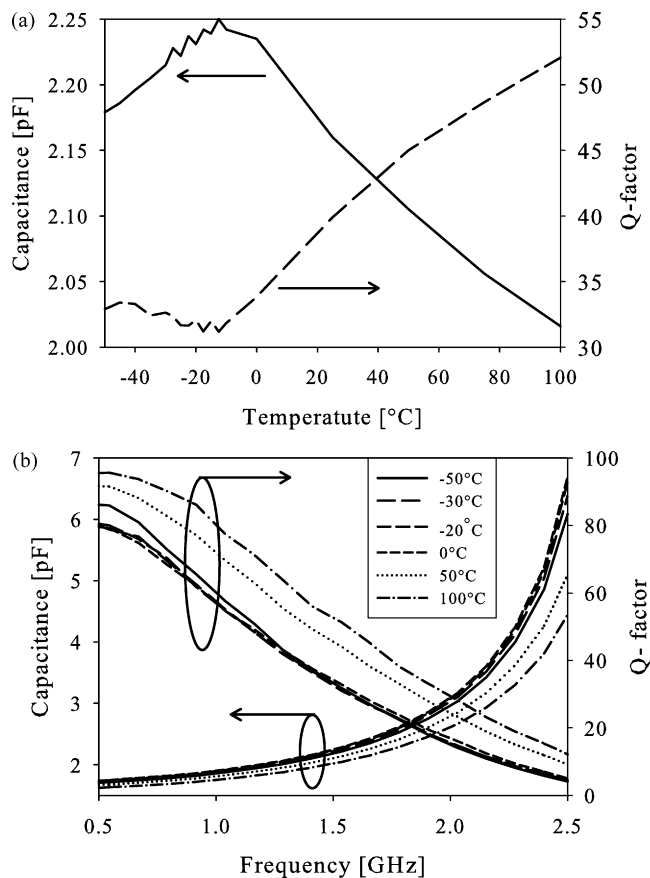 (a)
2.25
2.20
2.15
2.10
2.05
2.00
Capacitance [pF]
55
50
45
40
35
30
Q-factor
-40 -20 0 20 40 60 80 100
Temperatute [°C]
(b)
7
6
5
4
3
2
Capacitance [pF]
100
80
60
40
20
0
Q- factor
-50°C
-30°C
-20°C
0°C
50°C
100°C
0.5 1.0 1.5 2.0 2.5
Frequency [GHz]